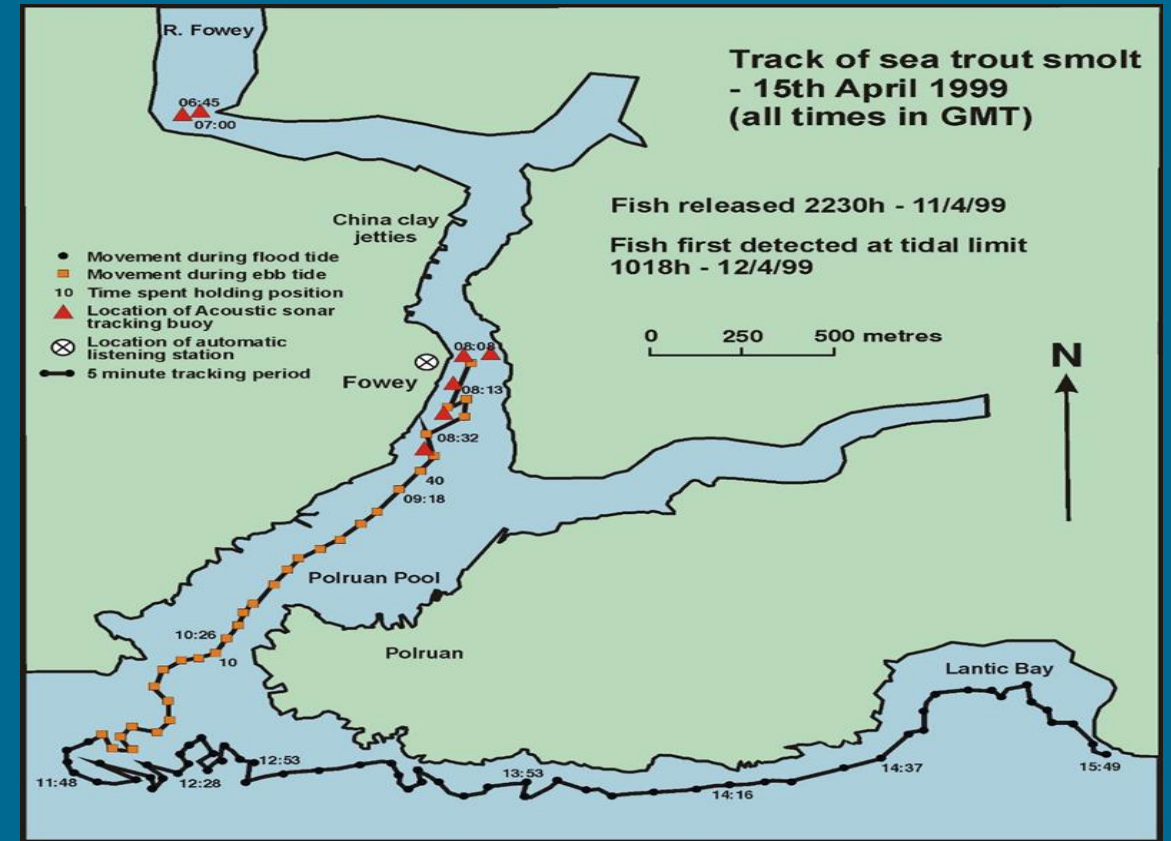 R. Fowey
Track of sea trout smolt
- 15th April 1999
(all times in GMT)
06:45
07:00
Fish released 2230h - 11/4/99
Fish first detected at tidal limit
1018h - 12/4/99
China clay
jetties
Movement during flood tide
Movement during ebb tide
10 Time spent holding position
Location of Acoustic sonar
tracking buoy
Location of automatic
listening station
5 minute tracking period
0 250 500 metres
N
08:08
Fowey
08:13
08:32
40
09:18
Polruan Pool
10:26
10
Polruan
Lantic Bay
11:48
12:28
12:53
13:53
14:16
14:37
15:49